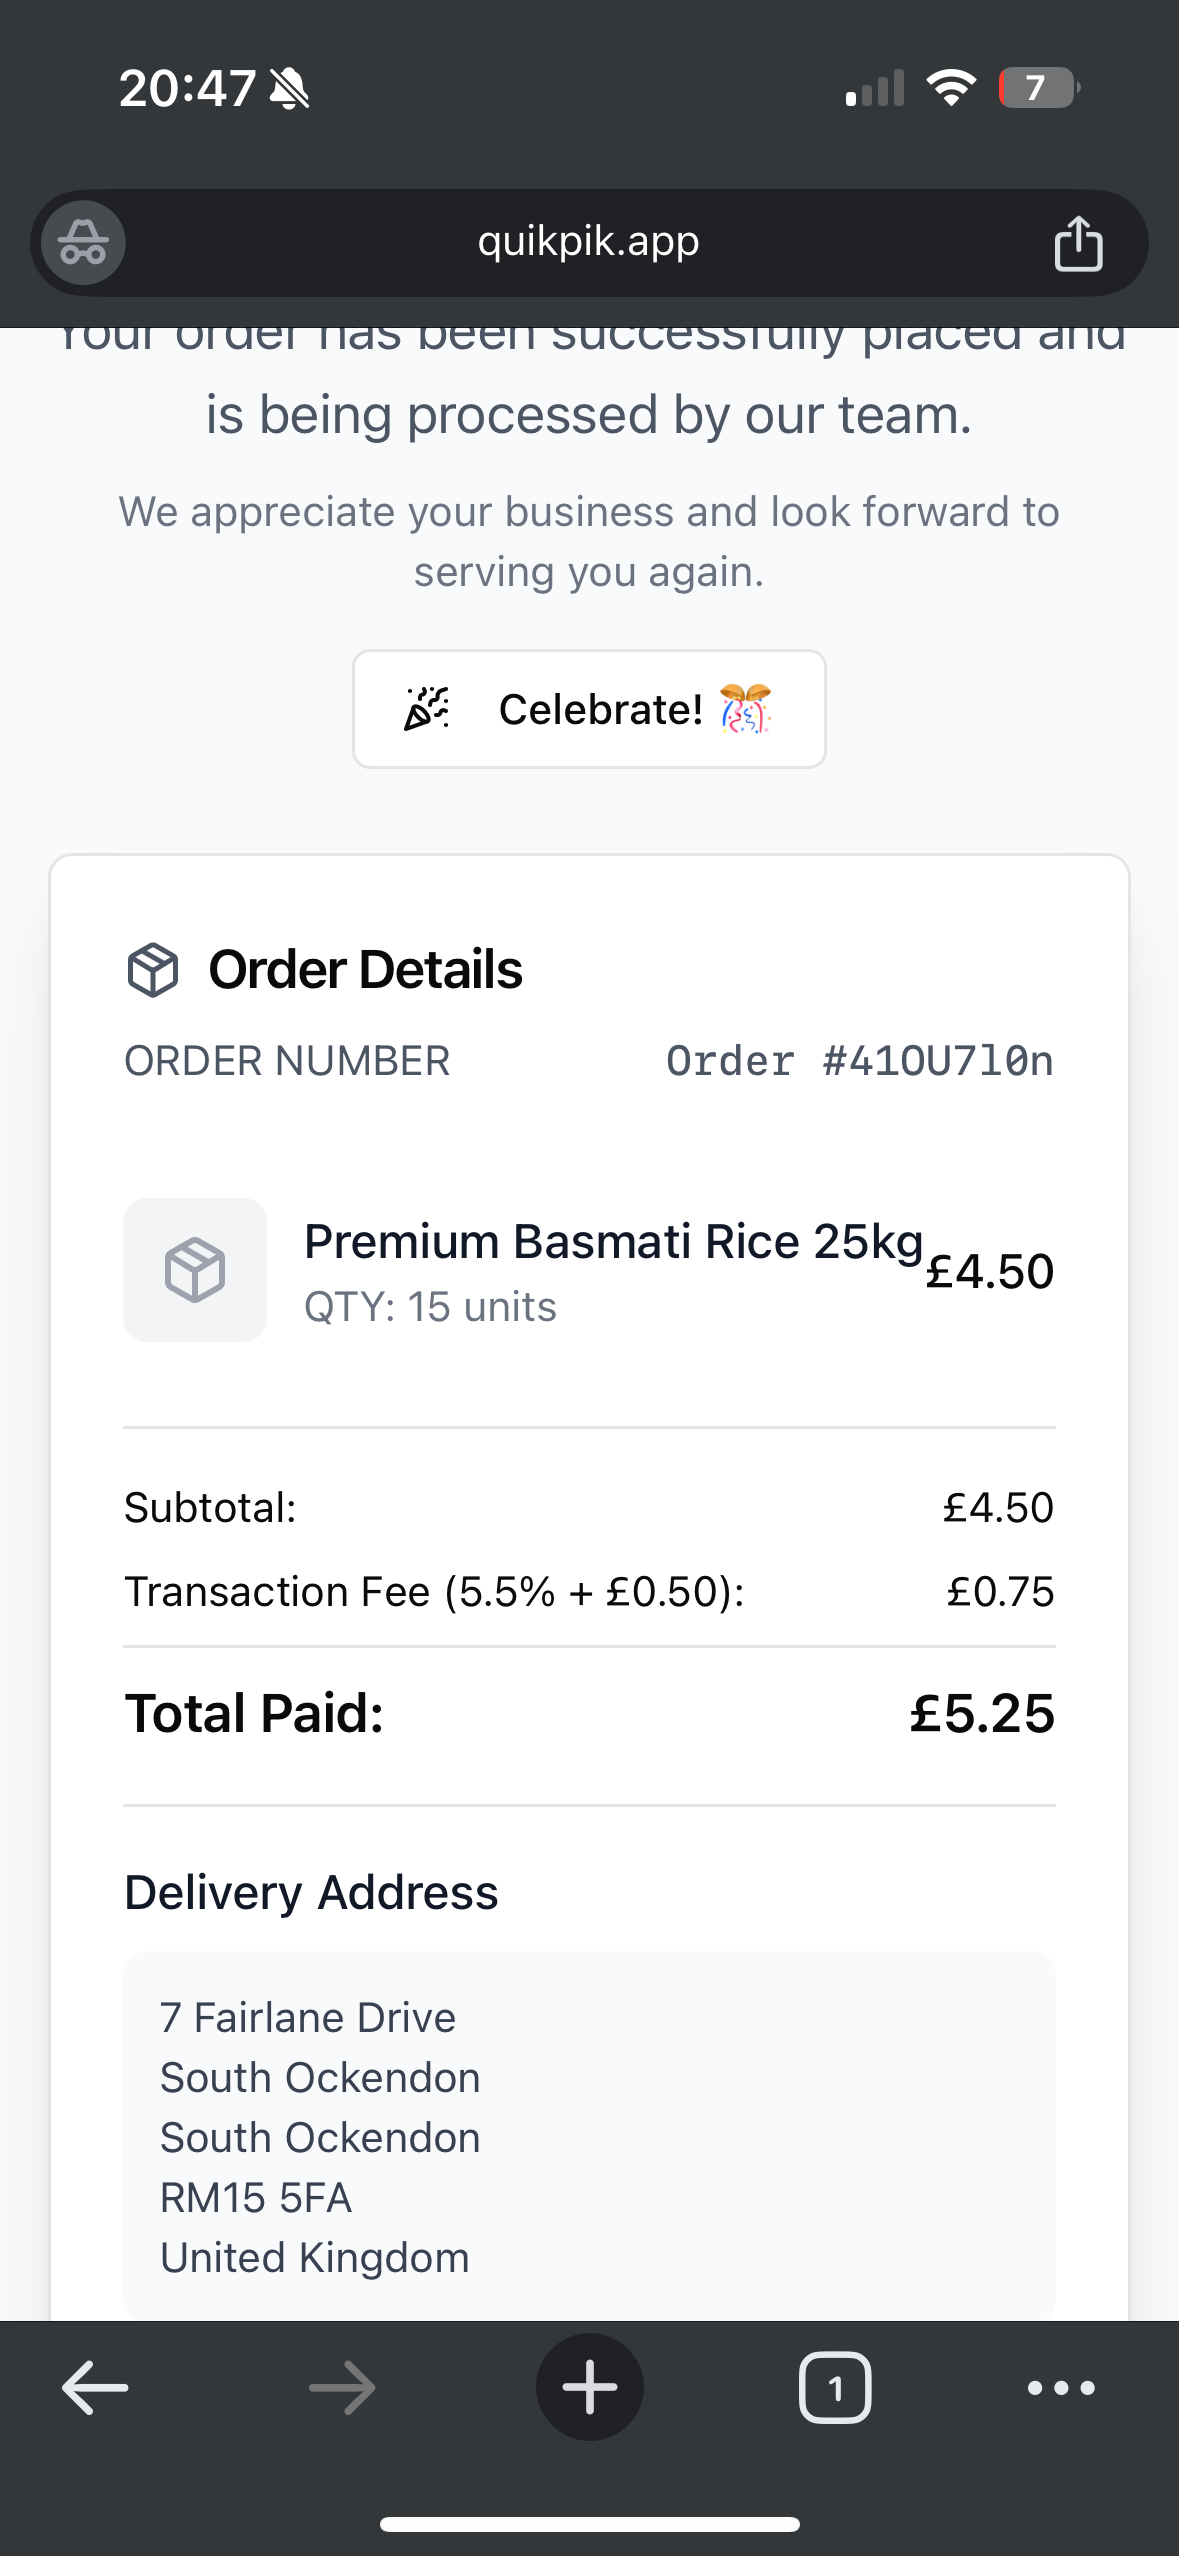 20:47
7
quikpik.app
Your order has been successfully placed and
is being processed by our team.
We appreciate your business and look forward to
serving you again.
Celebrate! 🎊
Order Details
ORDER NUMBER Order #41OU7l0n
Premium Basmati Rice 25kg
£4.50
QTY: 15 units
Subtotal: £4.50
Transaction Fee (5.5% + £0.50): £0.75
Total Paid: £5.25
Delivery Address
7 Fairlane Drive
South Ockendon
South Ockendon
RM15 5FA
United Kingdom
1